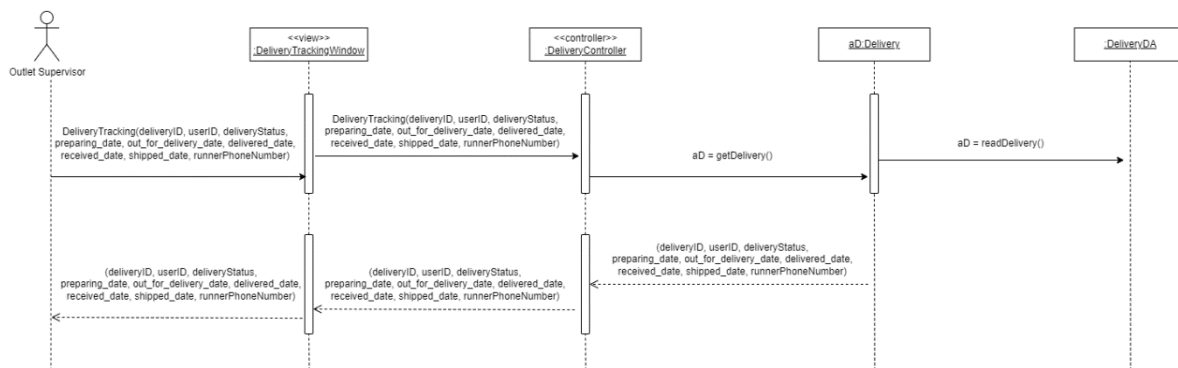 <<view>>
:DeliveryTrackingWindow
<<controller>>
:DeliveryController
aD:Delivery
:DeliveryDA
Outlet Supervisor
DeliveryTracking(deliveryID, userID, deliveryStatus,
preparing_date, out_for_delivery_date, delivered_date,
received_date, shipped_date, runnerPhoneNumber)
DeliveryTracking(deliveryID, userID, deliveryStatus,
preparing_date, out_for_delivery_date, delivered_date,
received_date, shipped_date, runnerPhoneNumber)
aD = getDelivery()
aD = readDelivery()
(deliveryID, userID, deliveryStatus,
preparing_date, out_for_delivery_date, delivered_date,
received_date, shipped_date, runnerPhoneNumber)
(deliveryID, userID, deliveryStatus,
preparing_date, out_for_delivery_date, delivered_date,
received_date, shipped_date, runnerPhoneNumber)
(deliveryID, userID, deliveryStatus,
preparing_date, out_for_delivery_date, delivered_date,
received_date, shipped_date, runnerPhoneNumber)